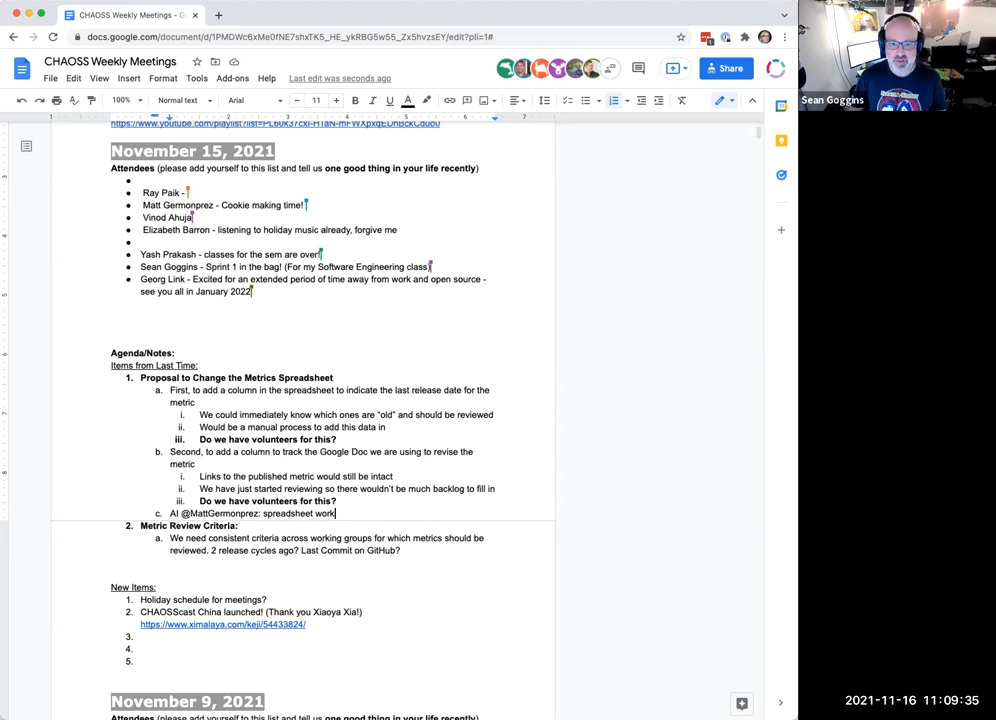 CHAOSS Weekly Meetings - G
docs.google.com/document/d/1PMDWc6xMe0fNE7shxTK5_HE_ykRBG5w55_Zx5hvzsEY/edit?pli=1#
CHAOSS Weekly Meetings
File Edit View Insert Format Tools Add-ons Help Last edit was seconds ago
Share
100% Normal text Arial 11
November 15, 2021
Attendees (please add yourself to this list and tell us one good thing in your life recently)
Ray Paik -
Matt Germonprez - Cookie making time!
Vinod Ahuja
Elizabeth Barron - listening to holiday music already, forgive me
Yash Prakash - classes for the sem are over!
Sean Goggins - Sprint 1 in the bag! (For my Software Engineering class)
Georg Link - Excited for an extended period of time away from work and open source -
see you all in January 2022
Agenda/Notes:
Items from Last Time:
1. Proposal to Change the Metrics Spreadsheet
a. First, to add a column in the spreadsheet to indicate the last release date for the
metric
i. We could immediately know which ones are “old” and should be reviewed
ii. Would be a manual process to add this data in
iii. Do we have volunteers for this?
b. Second, to add a column to track the Google Doc we are using to revise the
metric
i. Links to the published metric would still be intact
ii. We have just started reviewing so there wouldn't be much backlog to fill in
iii. Do we have volunteers for this?
c. AI @MattGermonprez: spreadsheet work
2. Metric Review Criteria:
a. We need consistent criteria across working groups for which metrics should be
reviewed. 2 release cycles ago? Last Commit on GitHub?
New Items:
1. Holiday schedule for meetings?
2. CHAOSScast China launched! (Thank you Xiaoya Xia!)
https://www.ximalaya.com/keji/54433824/
3.
4.
5.
November 9, 2021
Attendees (please add yourself to this list and tell us one good thing in your life recently)
Sean Goggins
2021-11-16 11:09:35